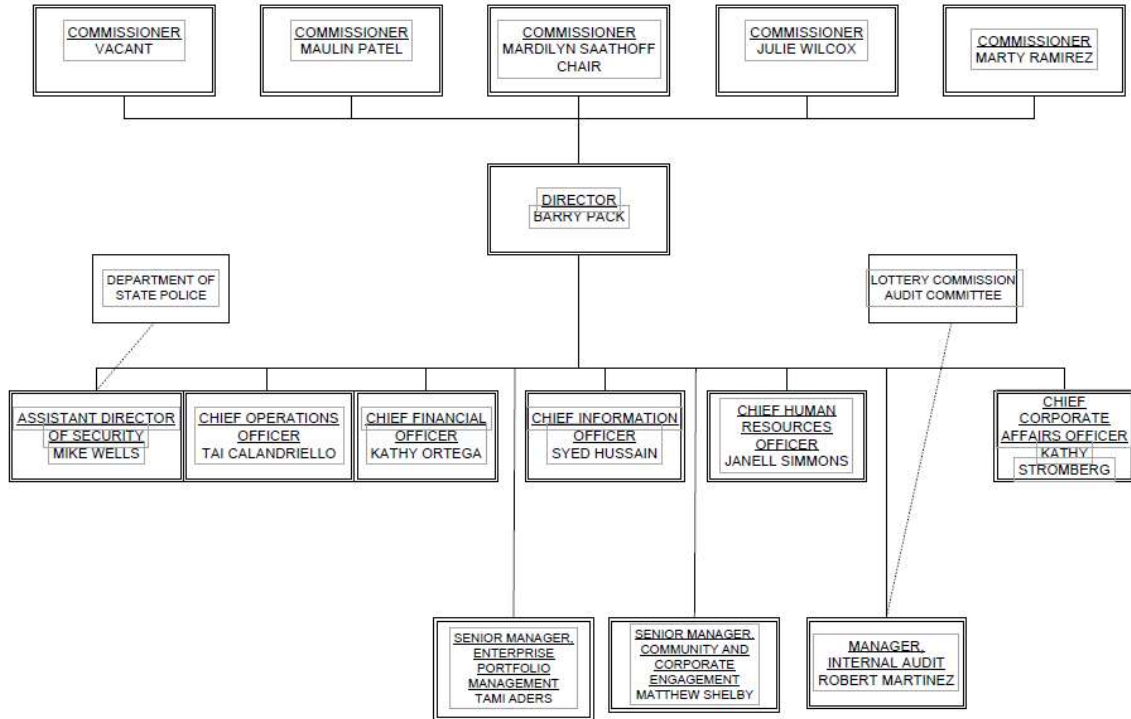 COMMISSIONER
VACANT
COMMISSIONER
MAULIN PATEL
COMMISSIONER
MARDILYN SAATHOFF
CHAIR
COMMISSIONER
JULIE WILCOX
COMMISSIONER
MARTY RAMIREZ
DIRECTOR
BARRY PACK
DEPARTMENT OF
STATE POLICE
LOTTERY COMMISSION
AUDIT COMMITTEE
ASSISTANT DIRECTOR
OF SECURITY
MIKE WELLS
CHIEF OPERATIONS
OFFICER
TAI CALANDRIELLO
CHIEF FINANCIAL
OFFICER
KATHY ORTEGA
CHIEF INFORMATION
OFFICER
SYED HUSSAIN
CHIEF HUMAN
RESOURCES
OFFICER
JANELL SIMMONS
CHIEF
CORPORATE
AFFAIRS OFFICER
KATHY
STROMBERG
SENIOR MANAGER,
ENTERPRISE
PORTFOLIO
MANAGEMENT
TAMI ADERS
SENIOR MANAGER,
COMMUNITY AND
CORPORATE
ENGAGEMENT
MATTHEW SHELBY
MANAGER,
INTERNAL AUDIT
ROBERT MARTINEZ